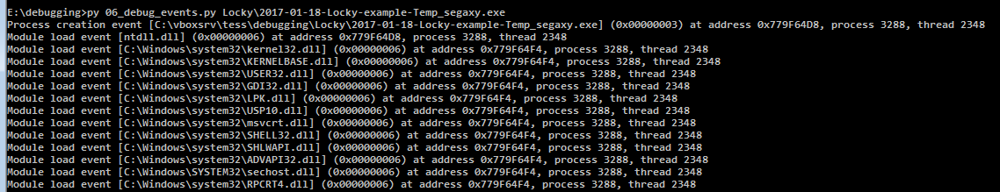 E:\debugging>py 06_debug_events.py Locky\2017-01-18-Locky-example-Temp_segaxy.exe
Process creation event [C:\vboxsrv\tess\debugging\Locky\2017-01-18-Locky-example-Temp_segaxy.exe] (0x00000003) at address 0x779F64D8, process 3288, thread 2348
Module load event [ntdll.dll] (0x00000006) at address 0x779F64D8, process 3288, thread 2348
Module load event [C:\Windows\system32\kernel32.dll] (0x00000006) at address 0x779F64F4, process 3288, thread 2348
Module load event [C:\Windows\system32\KERNELBASE.dll] (0x00000006) at address 0x779F64F4, process 3288, thread 2348
Module load event [C:\Windows\system32\USER32.dll] (0x00000006) at address 0x779F64F4, process 3288, thread 2348
Module load event [C:\Windows\system32\GDI32.dll] (0x00000006) at address 0x779F64F4, process 3288, thread 2348
Module load event [C:\Windows\system32\LPK.dll] (0x00000006) at address 0x779F64F4, process 3288, thread 2348
Module load event [C:\Windows\system32\USP10.dll] (0x00000006) at address 0x779F64F4, process 3288, thread 2348
Module load event [C:\Windows\system32\msvcrt.dll] (0x00000006) at address 0x779F64F4, process 3288, thread 2348
Module load event [C:\Windows\system32\SHELL32.dll] (0x00000006) at address 0x779F64F4, process 3288, thread 2348
Module load event [C:\Windows\system32\SHLWAPI.dll] (0x00000006) at address 0x779F64F4, process 3288, thread 2348
Module load event [C:\Windows\system32\ADVAPI32.dll] (0x00000006) at address 0x779F64F4, process 3288, thread 2348
Module load event [C:\Windows\SYSTEM32\sechost.dll] (0x00000006) at address 0x779F64F4, process 3288, thread 2348
Module load event [C:\Windows\system32\RPCRT4.dll] (0x00000006) at address 0x779F64F4, process 3288, thread 2348